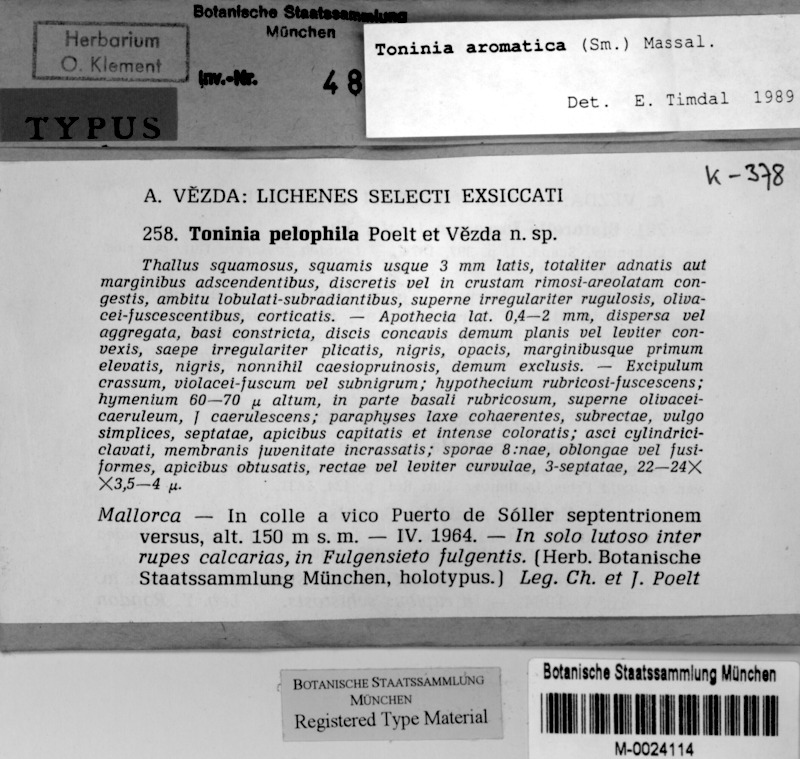 Botanische Staatssammlung
München
Herbarium
O. Klement
Inv.-Nr. 48
TYPUS
Toninia aromatica (Sm.) Massal.
Det. E. Timdal 1989
K-378
A. VĚZDA: LICHENES SELECTI EXSICCATI
258. Toninia pelophila Poelt et Vězda n. sp.
Thallus squamosus, squamis usque 3 mm latis, totaliter adnatis aut
marginibus adscendentibus, discretis vel in crustam rimosi-areolatam con-
gestis, ambitu lobulati-subradiantibus, superne irregulariter rugulosis, oliva-
cei-fuscescentibus, corticatis. — Apothecia lat. 0,4—2 mm, dispersa vel
aggregata, basi constricta, discis concavis demum planis vel leviter con-
vexis, saepe irregulariter plicatis, nigris, opacis, marginibusque primum
elevatis, nigris, nonnihil caesiopruinosis, demum exclusis. — Excipulum
crassum, violacei-fuscum vel subnigrum; hypothecium rubricosi-fuscescens;
hymenium 60—70 µ altum, in parte basali rubricosum, superne olivacei-
caeruleum, J caerulescens; paraphyses laxe cohaerentes, subrectae, vulgo
simplices, septatae, apicibus capitatis et intense coloratis; asci cylindrici-
clavati, membranis juvenitate incrassatis; sporae 8:nae, oblongae vel fusi-
formes, apicibus obtusatis, rectae vel leviter curvulae, 3-septatae, 22—24×
×3,5—4 µ.
Mallorca — In colle a vico Puerto de Sóller septentrionem
versus, alt. 150 m s. m. — IV. 1964. — In solo lutoso inter
rupes calcarias, in Fulgensieto fulgentis. (Herb. Botanische
Staatssammlung München, holotypus.) Leg. Ch. et J. Poelt
BOTANISCHE STAATSSAMMLUNG
MÜNCHEN
Registered Type Material
Botanische Staatssammlung München
M-0024114